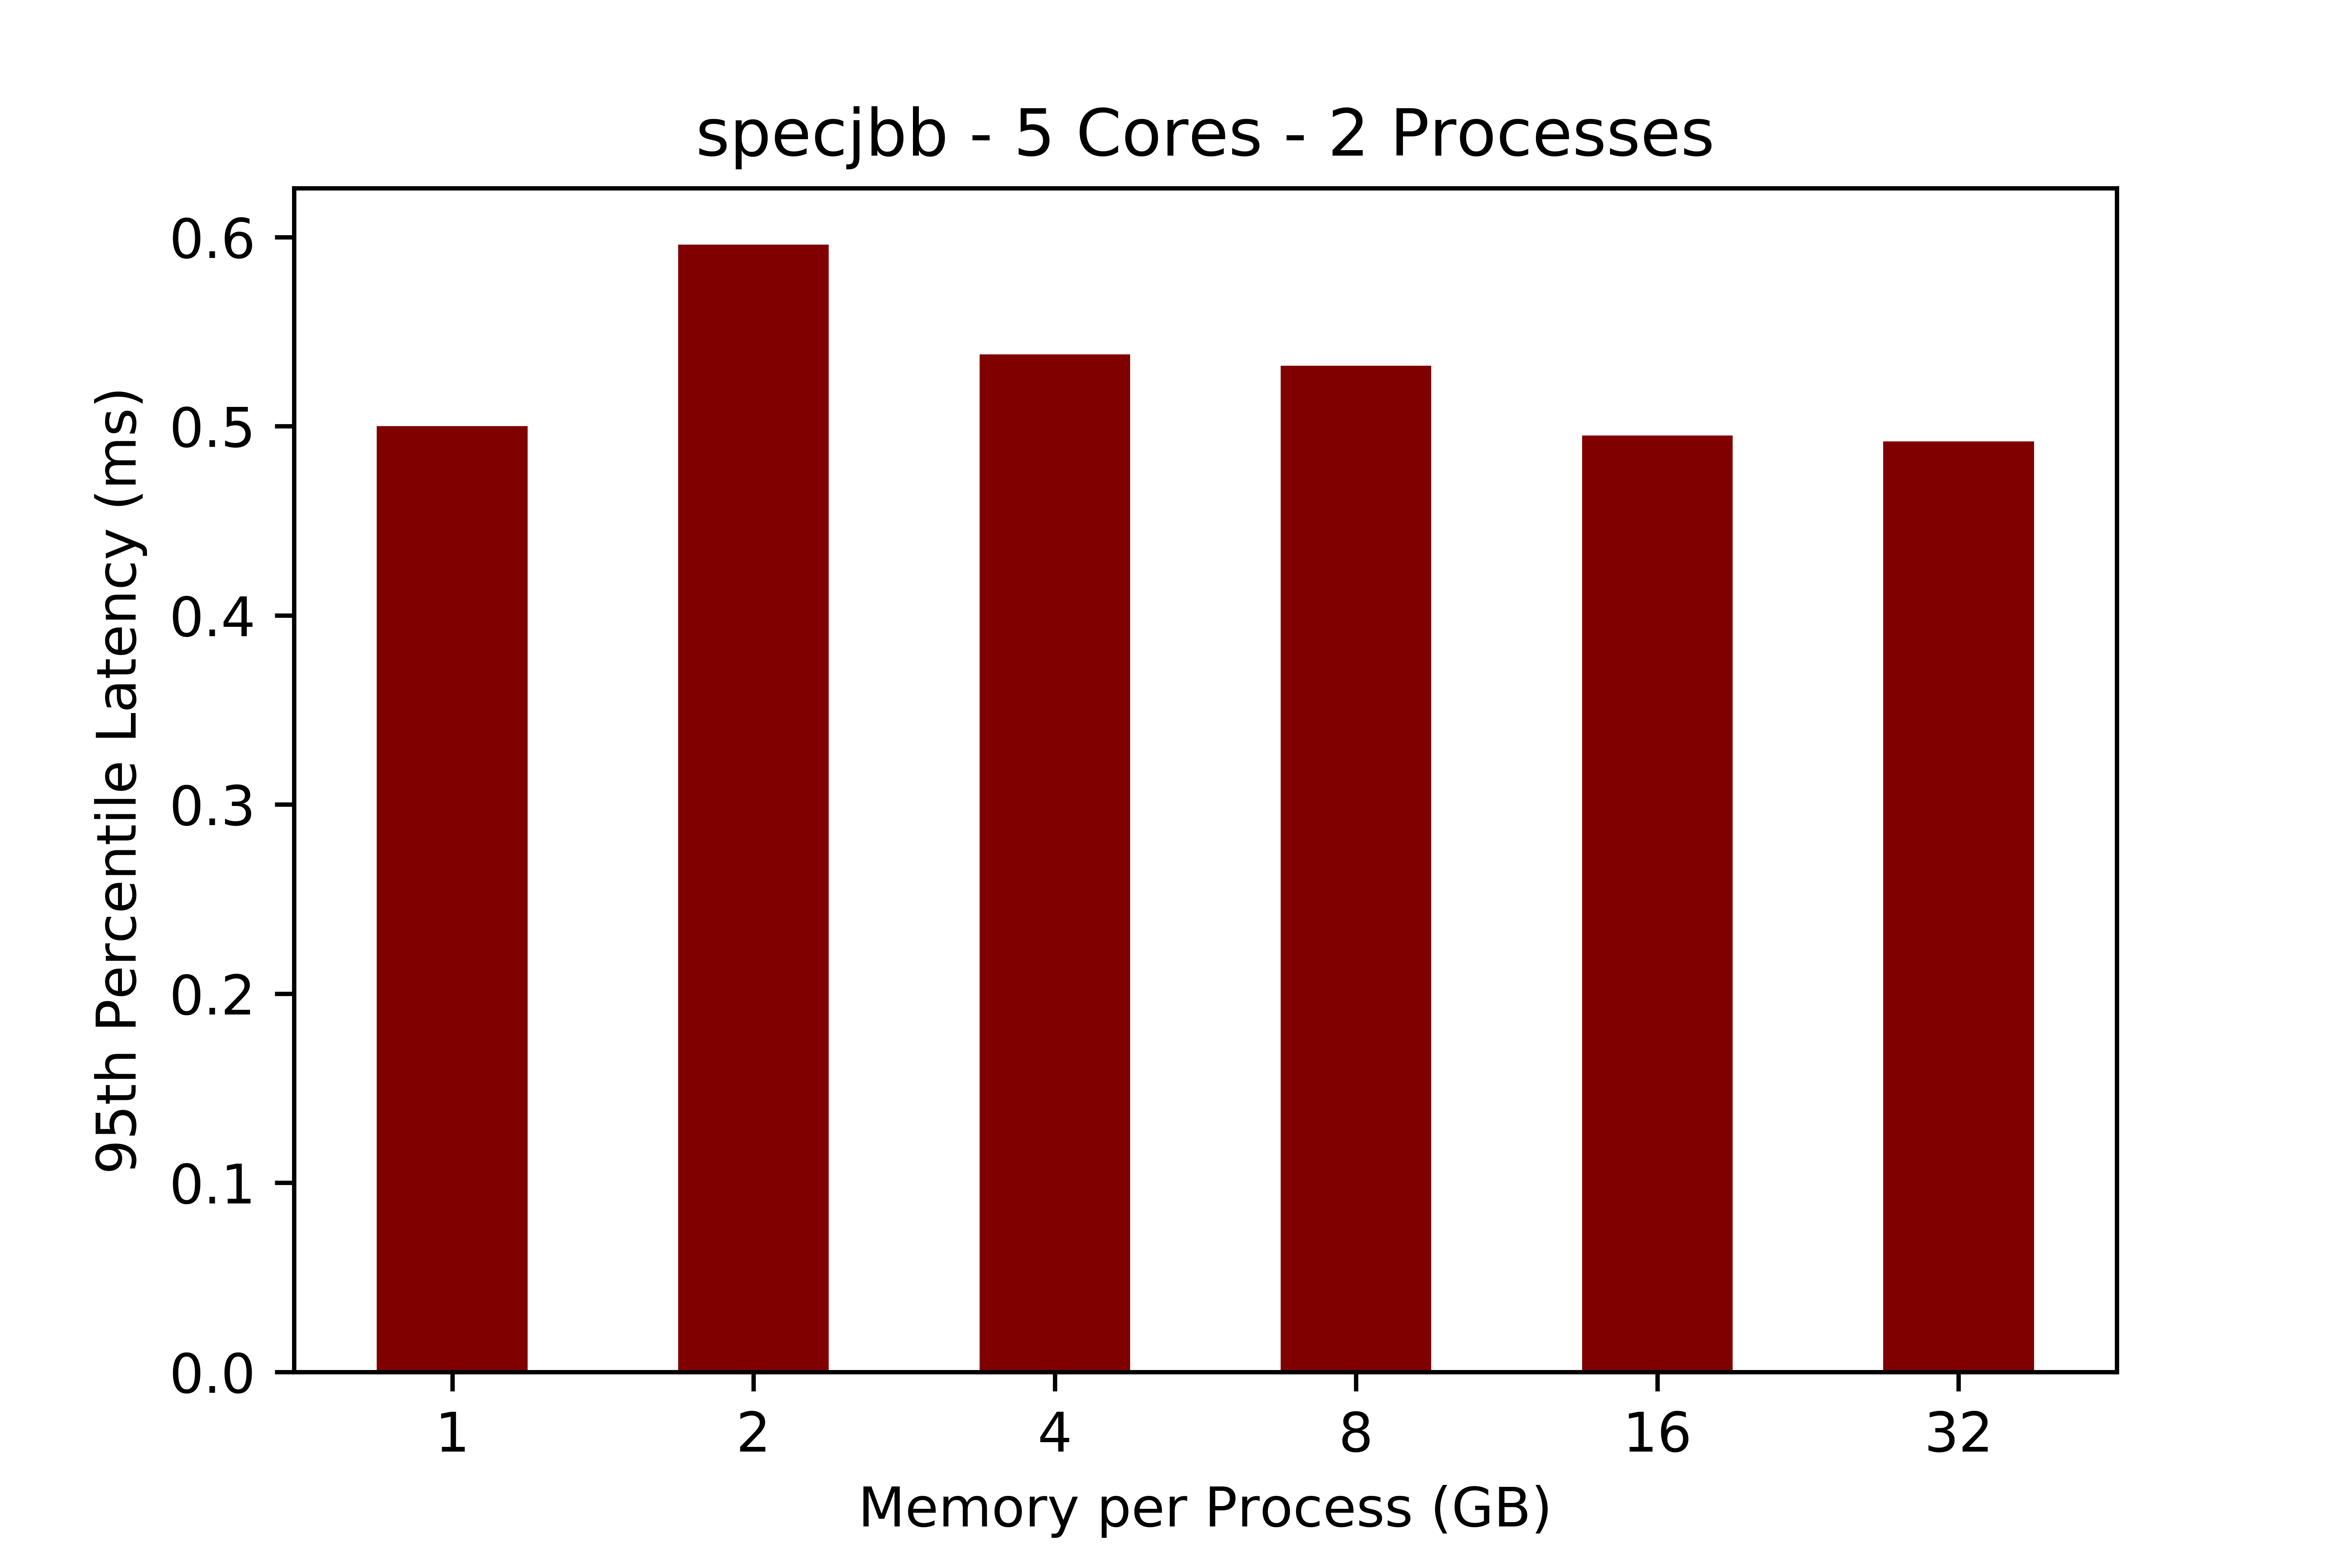 specjbb - 5 Cores - 2 Processes
95th Percentile Latency (ms)
0.6
0.5
0.4
0.3
0.2
0.1
0.0
1 2 4 8 16 32
Memory per Process (GB)